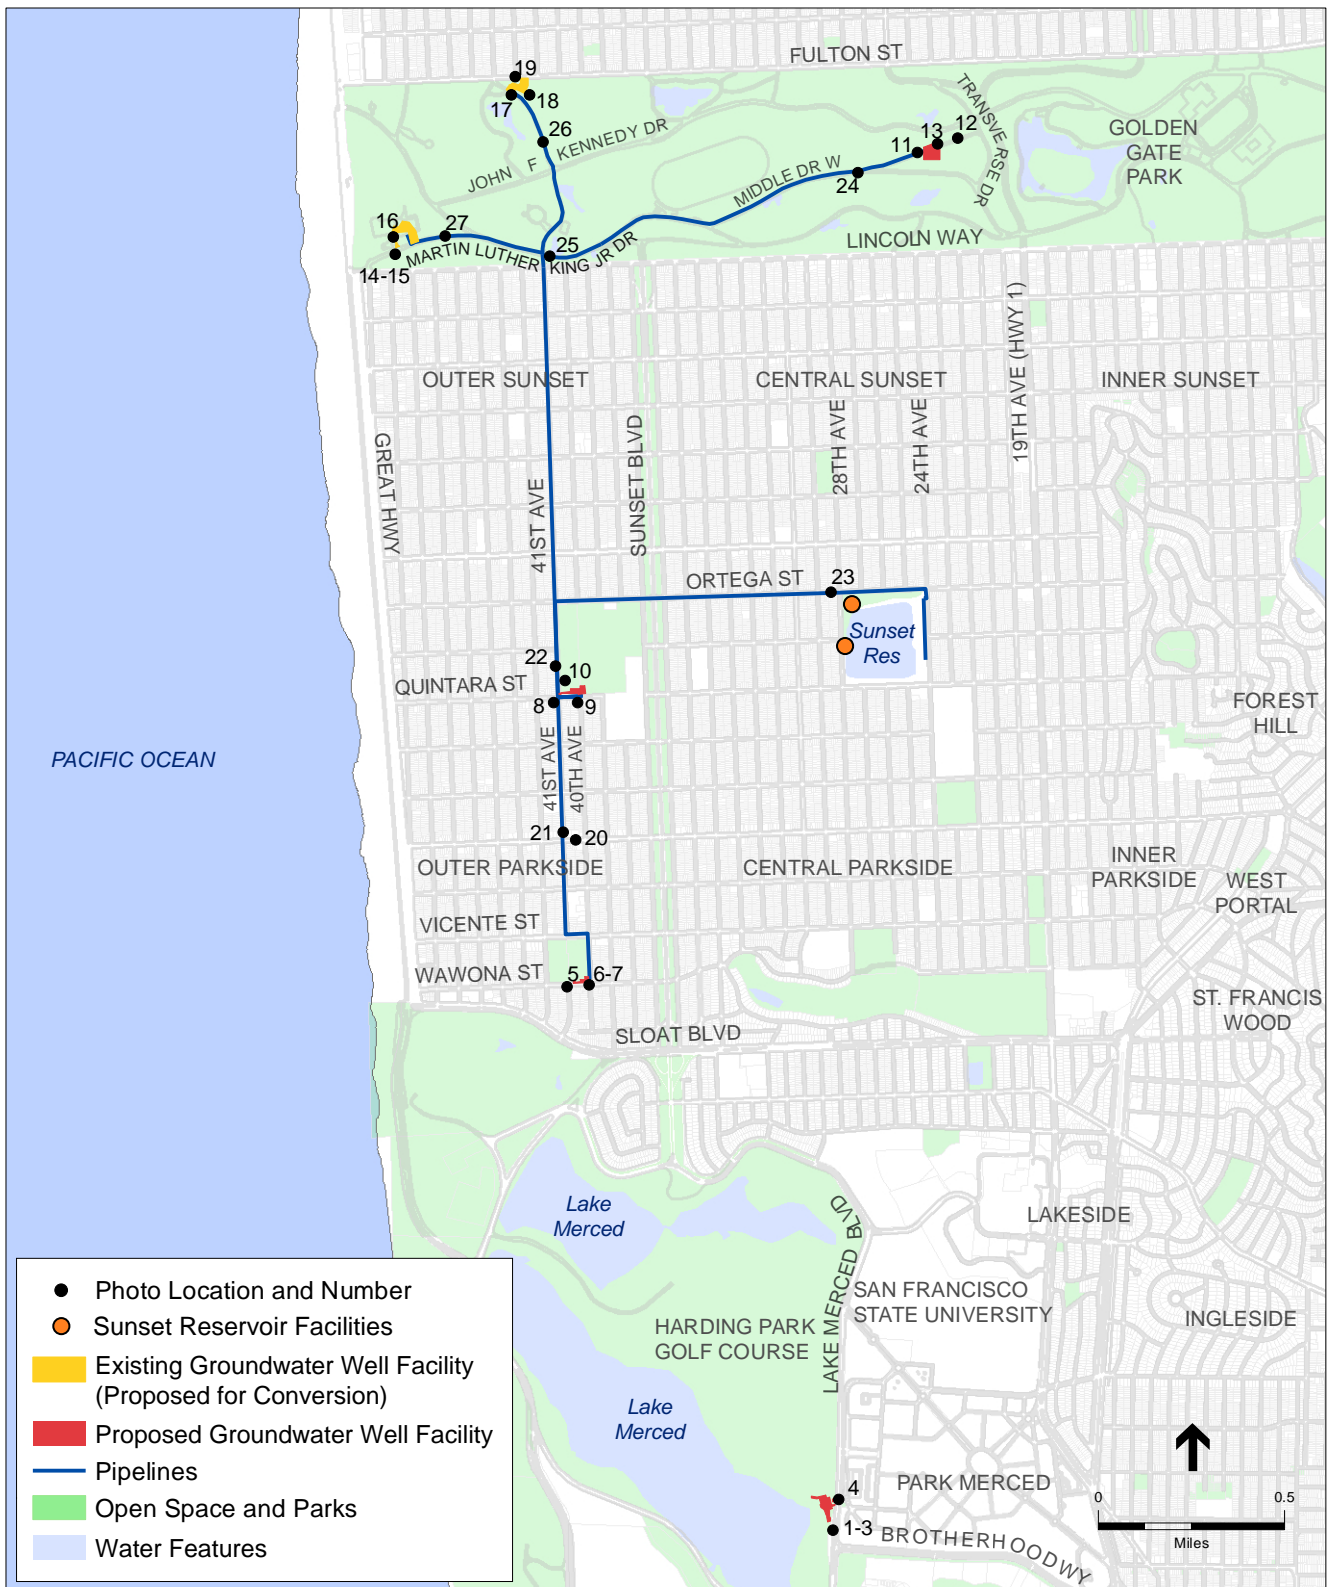 FULTON ST
19
17
18
26
JOHN F KENNEDY DR
TRANSVERSE DR
12
13
11
GOLDEN
GATE
PARK
24
MIDDLE DR W
16
27
25
14-15
MARTIN LUTHER KING JR DR
LINCOLN WAY
19TH AVE (HWY 1)
OUTER SUNSET
CENTRAL SUNSET
INNER SUNSET
GREAT HWY
41ST AVE
SUNSET BLVD
28TH AVE
24TH AVE
ORTEGA ST
23
Sunset
Res
22
10
QUINTARA ST
8
9
FOREST
HILL
PACIFIC OCEAN
41ST AVE
40TH AVE
21
20
OUTER PARKSIDE
CENTRAL PARKSIDE
INNER
PARKSIDE
WEST
PORTAL
VICENTE ST
WAWONA ST
5
6-7
ST. FRANCIS
WOOD
SLOAT BLVD
Lake
Merced
LAKE MERCED BLVD
LAKESIDE
SAN FRANCISCO
STATE UNIVERSITY
INGLESIDE
HARDING PARK
GOLF COURSE
Lake
Merced
PARK MERCED
4
1-3
BROTHERHOOD WY
0
0.5
Miles
Photo Location and Number
Sunset Reservoir Facilities
Existing Groundwater Well Facility
(Proposed for Conversion)
Proposed Groundwater Well Facility
Pipelines
Open Space and Parks
Water Features